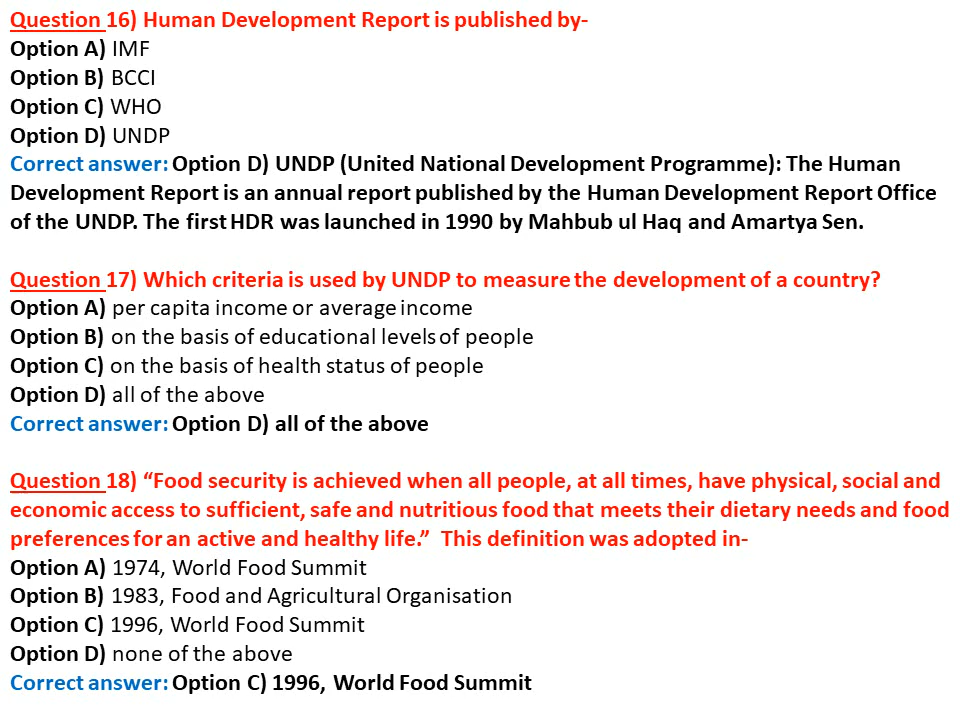 Question 16) Human Development Report is published by-
Option A) IMF
Option B) BCCI
Option C) WHO
Option D) UNDP
Correct answer: Option D) UNDP (United National Development Programme): The Human
Development Report is an annual report published by the Human Development Report Office
of the UNDP. The first HDR was launched in 1990 by Mahbub ul Haq and Amartya Sen.
Question 17) Which criteria is used by UNDP to measure the development of a country?
Option A) per capita income or average income
Option B) on the basis of educational levels of people
Option C) on the basis of health status of people
Option D) all of the above
Correct answer: Option D) all of the above
Question 18) “Food security is achieved when all people, at all times, have physical, social and
economic access to sufficient, safe and nutritious food that meets their dietary needs and food
preferences for an active and healthy life.” This definition was adopted in-
Option A) 1974, World Food Summit
Option B) 1983, Food and Agricultural Organisation
Option C) 1996, World Food Summit
Option D) none of the above
Correct answer: Option C) 1996, World Food Summit